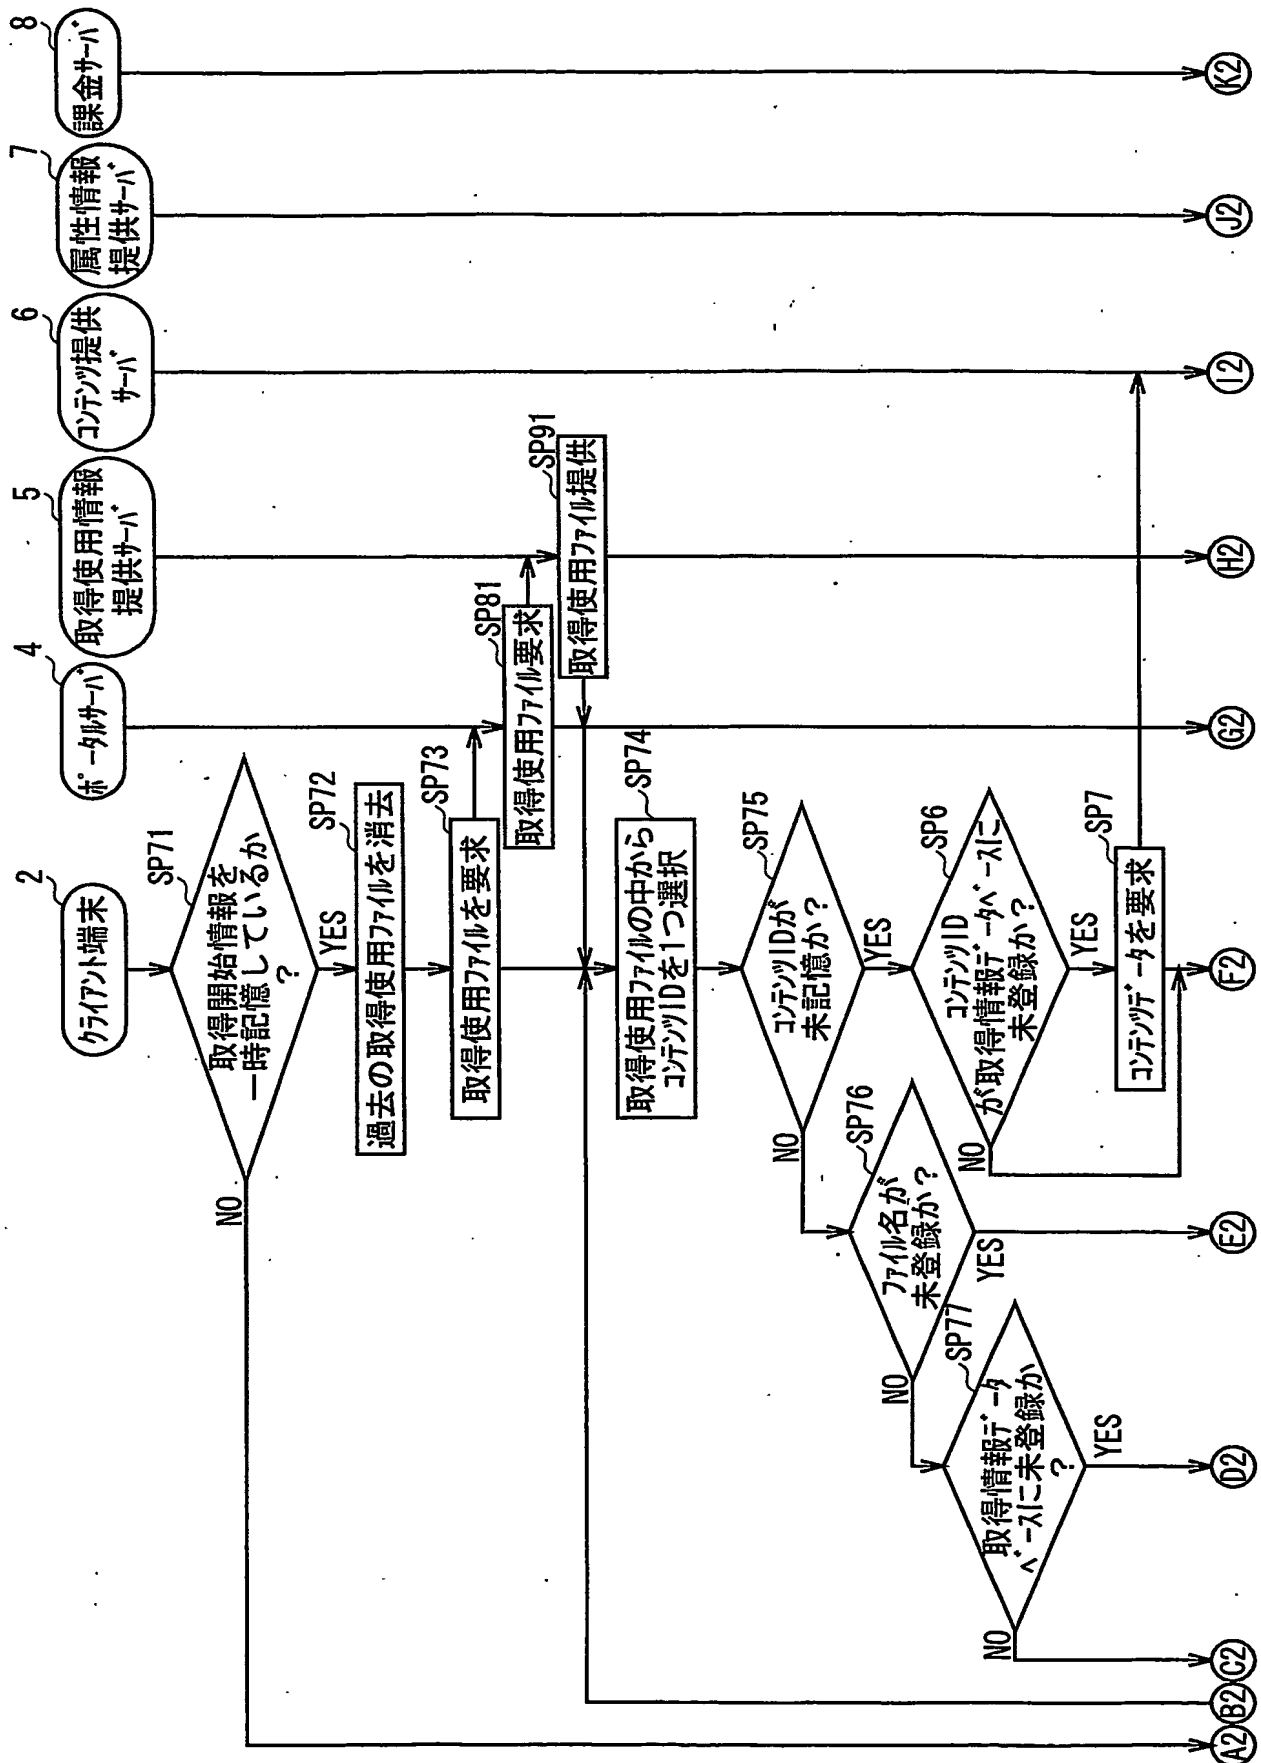 2
クライアント端末
4
ポータルサーバ
5
取得使用情報
提供サーバ
6
コンテンツ提供
サーバ
7
属性情報
提供サーバ
8
課金サーバ
SP71
取得開始情報を
一時記憶しているか
?
NO
YES
SP72
過去の取得使用ファイルを消去
SP73
取得使用ファイルを要求
SP81
取得使用ファイル要求
SP91
取得使用ファイル提供
SP74
取得使用ファイルの中から
コンテンツIDを1つ選択
SP75
コンテンツIDが
未記憶か?
NO
YES
SP76
ファイル名が
未登録か?
NO
YES
SP77
取得情報データ
ベースに未登録か
?
NO
YES
SP6
コンテンツID
が取得情報データベースに
未登録か?
NO
YES
SP7
コンテンツデータを要求
A2
B2
C2
D2
E2
F2
G2
H2
I2
J2
K2